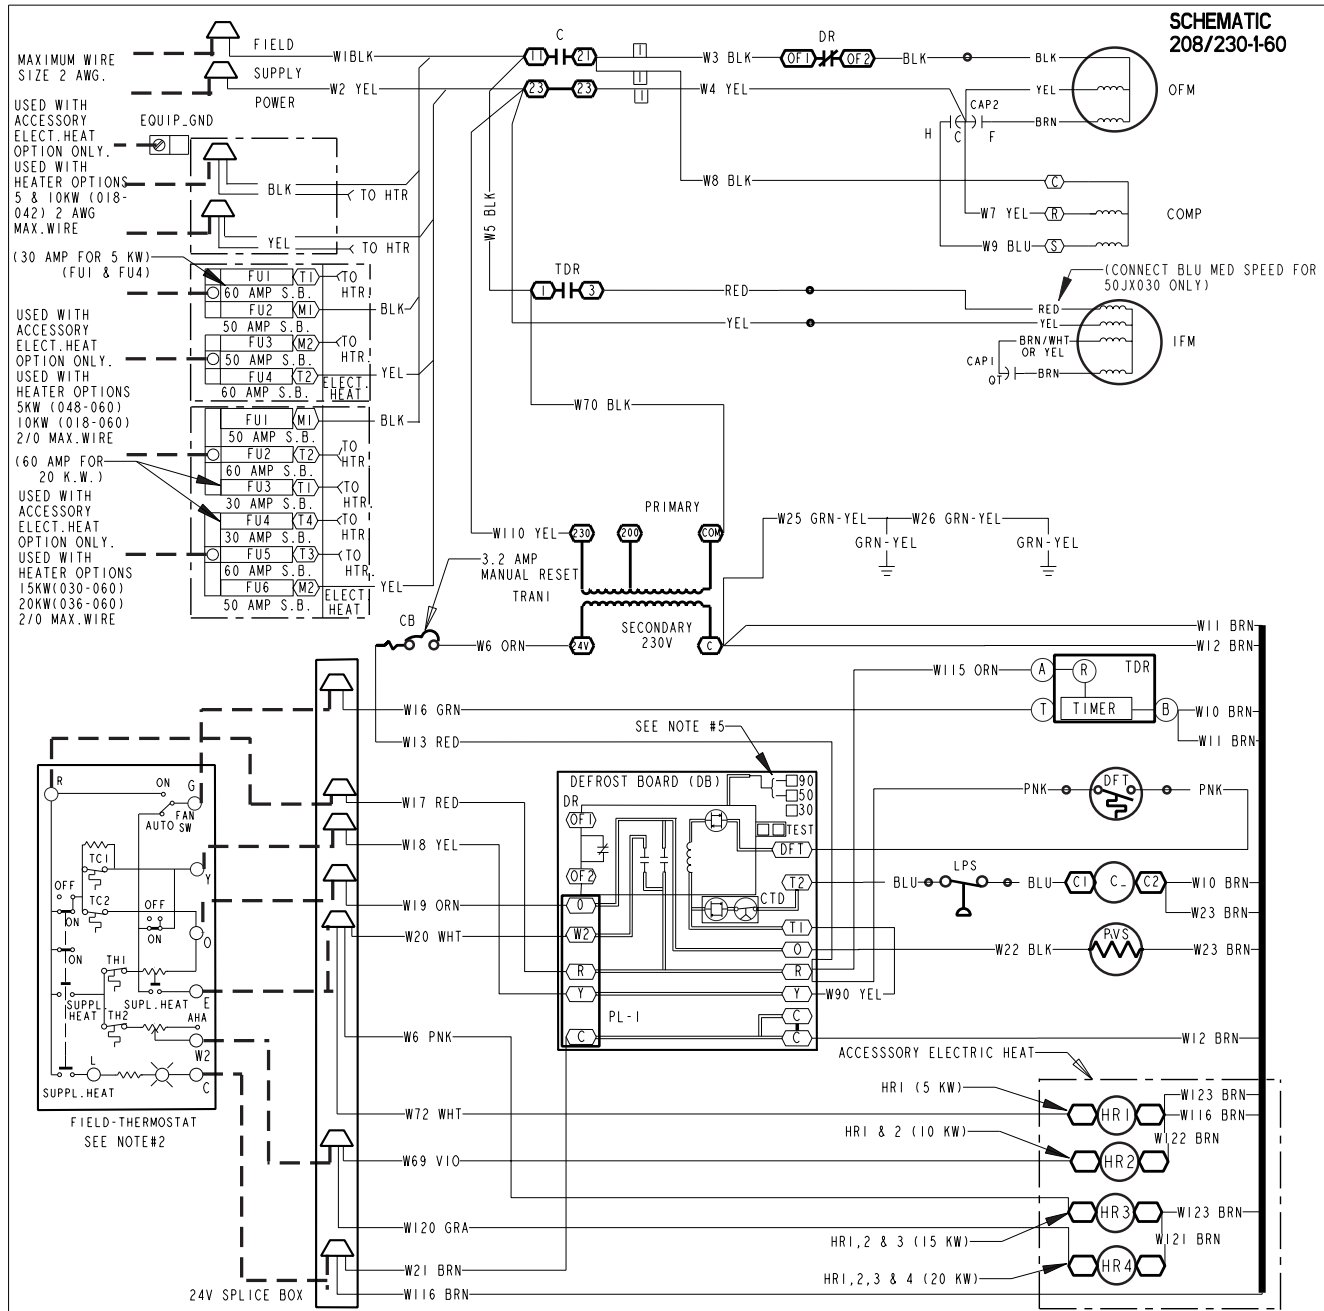 SCHEMATIC
208/230-1-60
MAXIMUM WIRE
SIZE 2 AWG.
FIELD
SUPPLY
POWER
W1BLK
W2 YEL
C
11
21
23
23
1
1
1
W3 BLK
W4 YEL
DR
OF1
OF2
BLK
BLK
YEL
BRN
OFM
CAP2
H
C
F
USED WITH
ACCESSORY
ELECT.HEAT
OPTION ONLY.
USED WITH
HEATER OPTIONS
5 & 10KW (018-
042) 2 AWG
MAX.WIRE
EQUIP_GND
BLK
TO HTR
YEL
TO HTR
W5 BLK
W8 BLK
W7 YEL
W9 BLU
C
R
S
COMP
(30 AMP FOR 5 KW)
(FU1 & FU4)
FU1
T1
TO
HTR.
60 AMP S.B.
FU2
M1
BLK
50 AMP S.B.
FU3
M2
TO
HTR
50 AMP S.B.
FU4
T2
YEL
60 AMP S.B.
ELECT.
HEAT
TDR
1
3
RED
YEL
(CONNECT BLU MED SPEED FOR
50JX030 ONLY)
RED
YEL
BRN/WHT
OR YEL
BRN
CAP1
QT
IFM
USED WITH
ACCESSORY
ELECT.HEAT
OPTION ONLY.
USED WITH
HEATER OPTIONS
5KW (048-060)
10KW (018-060)
2/0 MAX.WIRE
FU1
M1
BLK
50 AMP S.B.
FU2
T2
TO
HTR.
60 AMP S.B.
FU3
T1
TO
HTR.
30 AMP S.B.
FU4
T4
TO
HTR
30 AMP S.B.
FU5
T3
TO
HTR.
60 AMP S.B.
FU6
M2
YEL
50 AMP S.B.
ELECT.
HEAT
W70 BLK
(60 AMP FOR
20 K.W.)
USED WITH
ACCESSORY
ELECT.HEAT
OPTION ONLY.
USED WITH
HEATER OPTIONS
15KW(030-060)
20KW(036-060)
2/0 MAX.WIRE
PRIMARY
W110 YEL
230
200
COM
W25 GRN-YEL
W26 GRN-YEL
GRN-YEL
GRN-YEL
3.2 AMP
MANUAL RESET
TRAN1
CB
W6 ORN
24V
SECONDARY
230V
C
W11 BRN
W12 BRN
W115 ORN
A
R
TDR
T
TIMER
B
W10 BRN
W11 BRN
W16 GRN
W13 RED
SEE NOTE #5
DEFROST BOARD (DB)
90
50
30
TEST
DR
OF1
OF2
DFT
T2
CTD
T1
O
R
Y
C
C
O
W2
R
Y
C
PL-1
PNK
DFT
PNK
LPS
BLU
BLU
C1
C_
C2
W10 BRN
W23 BRN
W22 BLK
P.VS
W23 BRN
W90 YEL
W12 BRN
W17 RED
W18 YEL
W19 ORN
W20 WHT
W6 PNK
W72 WHT
W69 VIO
W120 GRA
W21 BRN
W116 BRN
R
ON
G
FAN
SW
AUTO
TC1
Y
OFF
TC2
OFF
ON
ON
O
ON
TH1
SUPPL.
HEAT
SUPL.HEAT
E
TH2
AHA
W2
L
C
SUPPL.HEAT
FIELD-THERMOSTAT
SEE NOTE#2
24V SPLICE BOX
ACCESSSORY ELECTRIC HEAT
HR1 (5 KW)
HR1
W123 BRN
W116 BRN
HR1 & 2 (10 KW)
W122 BRN
HR2
HR3
W123 BRN
HR1,2 & 3 (15 KW)
W121 BRN
HR4
HR1,2,3 & 4 (20 KW)